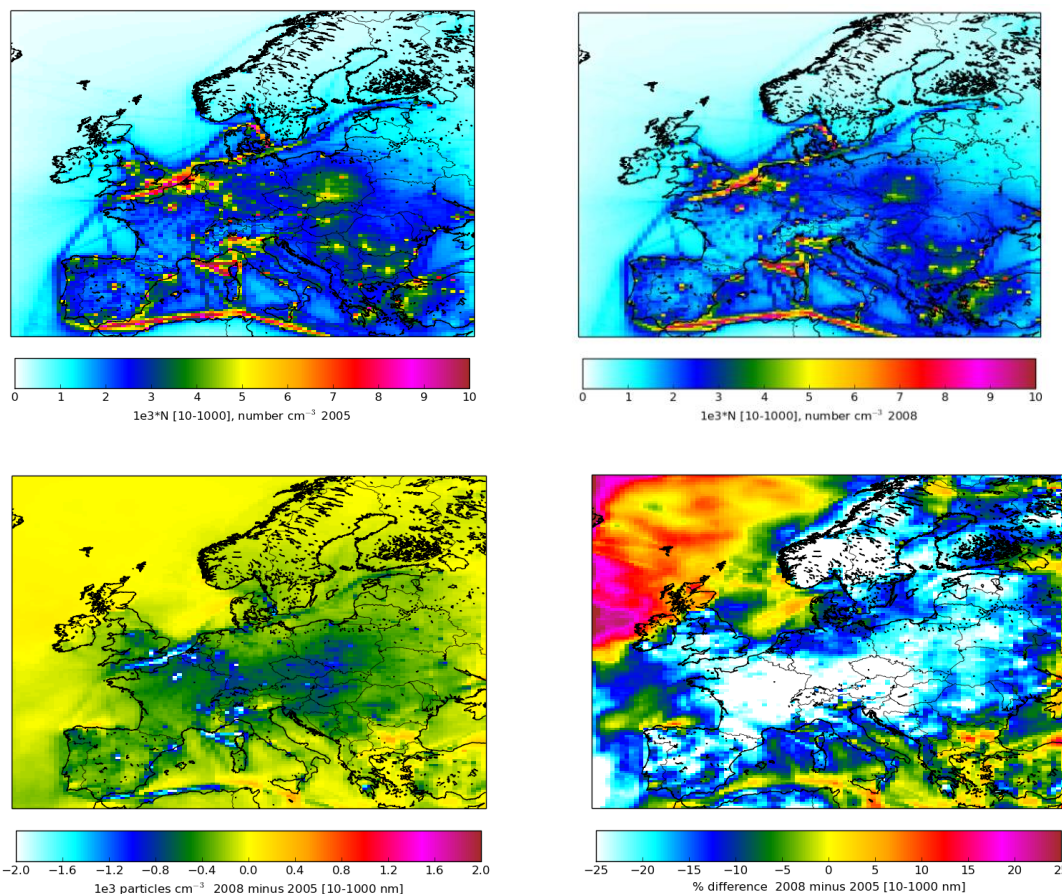 0 1 2 3 4 5 6 7 8 9 10
1e3*N [10-1000], number cm⁻³ 2005
0 1 2 3 4 5 6 7 8 9 10
1e3*N [10-1000], number cm⁻³ 2008
−2.0 −1.6 −1.2 −0.8 −0.4 0.0 0.4 0.8 1.2 1.6 2.0
1e3 particles cm⁻³ 2008 minus 2005 [10-1000 nm]
−25 −20 −15 −10 −5 0 5 10 15 20 2
% difference 2008 minus 2005 [10-1000 nm]